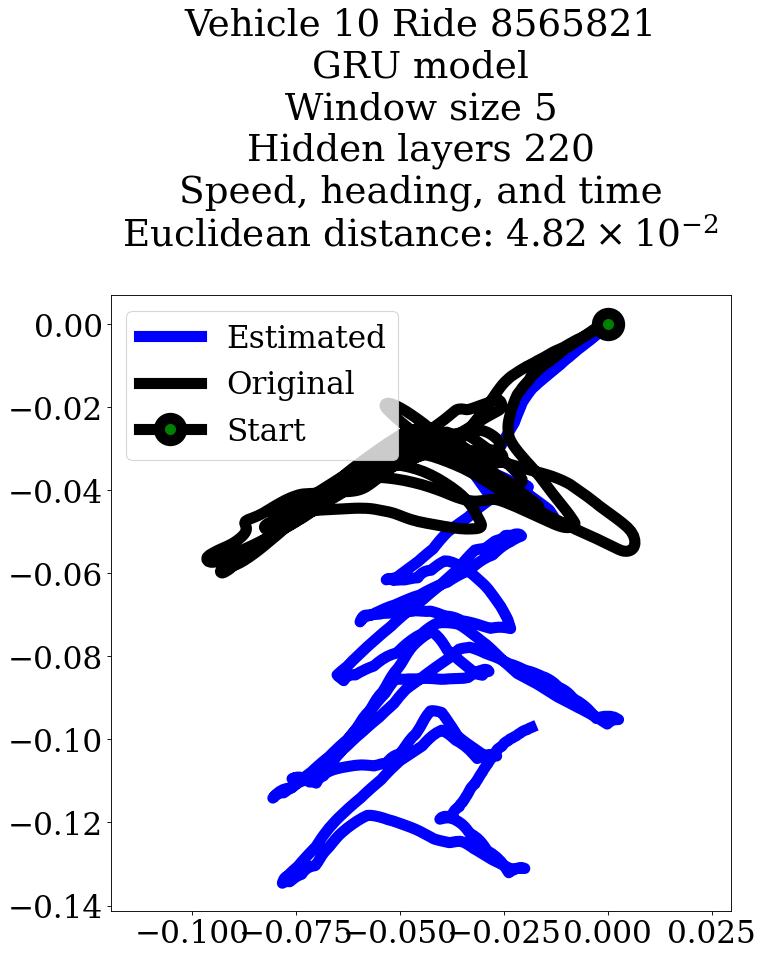 Vehicle 10 Ride 8565821
GRU model
Window size 5
Hidden layers 220
Speed, heading, and time
Euclidean distance: 4.82 × 10⁻²
Estimated
Original
Start
0.00
−0.02
−0.04
−0.06
−0.08
−0.10
−0.12
−0.14
−0.100
−0.075
−0.050
−0.025
0.000
0.025